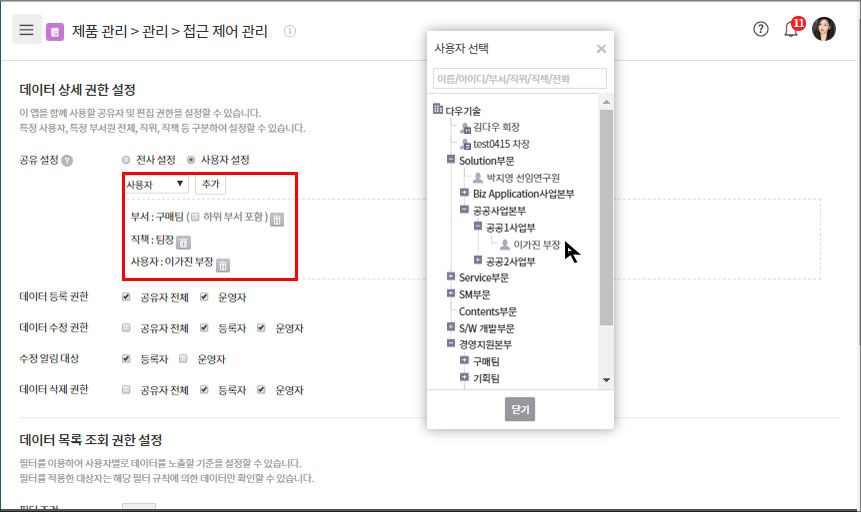 제품 관리 > 관리 > 접근 제어 관리
11
데이터 상세 권한 설정
이 앱을 함께 사용할 공유자 및 편집 권한을 설정할 수 있습니다.
특정 사용자, 특정 부서원 전체, 직위, 직책 등 구분하여 설정할 수 있습니다.
공유 설정 ?
전사 설정 사용자 설정
사용자 ▼ 추가
부서 : 구매팀 ( 하위 부서 포함 )
직책 : 팀장
사용자 : 이가진 부장
데이터 등록 권한 공유자 전체 운영자
데이터 수정 권한 공유자 전체 등록자 운영자
수정 알림 대상 등록자 운영자
데이터 삭제 권한 공유자 전체 등록자 운영자
데이터 목록 조회 권한 설정
필터를 이용하여 사용자별로 데이터를 노출할 기준을 설정할 수 있습니다.
필터를 적용한 대상자는 해당 필터 규칙에 의한 데이터만 확인할 수 있습니다.
사용자 선택
이름/아이디/부서/직위/직책/전화
다우기술
김다우 회장
test0415 차장
Solution부문
박지영 선임연구원
Biz Application사업본부
공공사업본부
공공1사업부
이가진 부장
공공2사업부
Service부문
SM부문
Contents부문
S/W 개발부문
경영지원본부
구매팀
기획팀
닫기